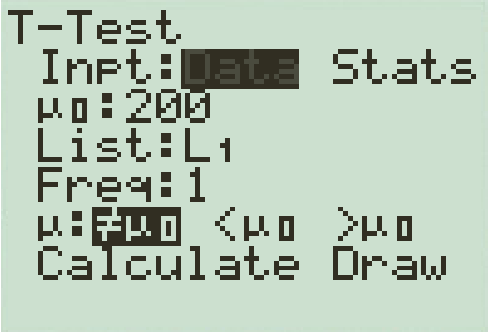 T-Test
Inpt:Data Stats
μ₀:200
List:L₁
Freq:1
μ:≠μ₀ <μ₀ >μ₀
Calculate Draw